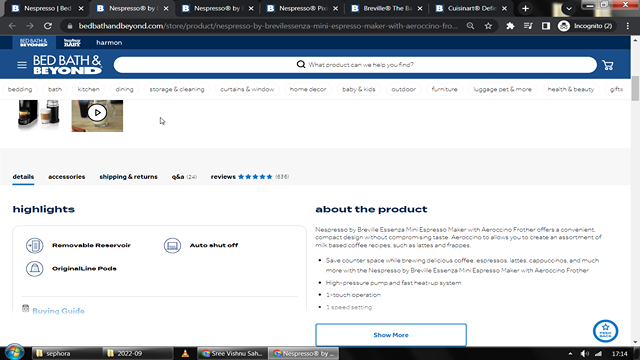 Nespresso | Bed
Nespresso® by B
Nespresso® by B
Nespresso® Pixi
Breville® The Ba
Cuisinart® Defin
bedbathandbeyond.com/store/product/nespresso-by-brevillessenza-mini-espresso-maker-with-aeroccino-frothe...
Incognito (2)
BED BATH & BEYOND
buybuy BABY
harmon
BED BATH & BEYOND
What product can we help you find?
bedding bath kitchen dining storage & cleaning curtains & window home decor baby & kids outdoor furniture luggage pet & more health & beauty gifts
details accessories shipping & returns q&a (24) reviews (636)
highlights
Removable Reservoir
Auto shut off
OriginalLine Pods
Buying Guide
about the product
Nespresso by Breville Essenza Mini Espresso Maker with Aeroccino Frother offers a convenient,
compact design without compromising taste. Aeroccino to allows you to create an assortment of
milk based coffee recipes, such as lattes and frappes.
• Save counter space while brewing delicious coffee, espressos, lattes, cappuccinos, and much
more with the Nespresso by Breville Essenza Mini Espresso Maker with Aeroccino Frother
• High-pressure pump and fast heat-up system
• 1-touch operation
• 1 speed setting
Show More
FEED BACK
sephora
2022-09
Sree Vishnu Sah...
Nespresso® by ...
17:14